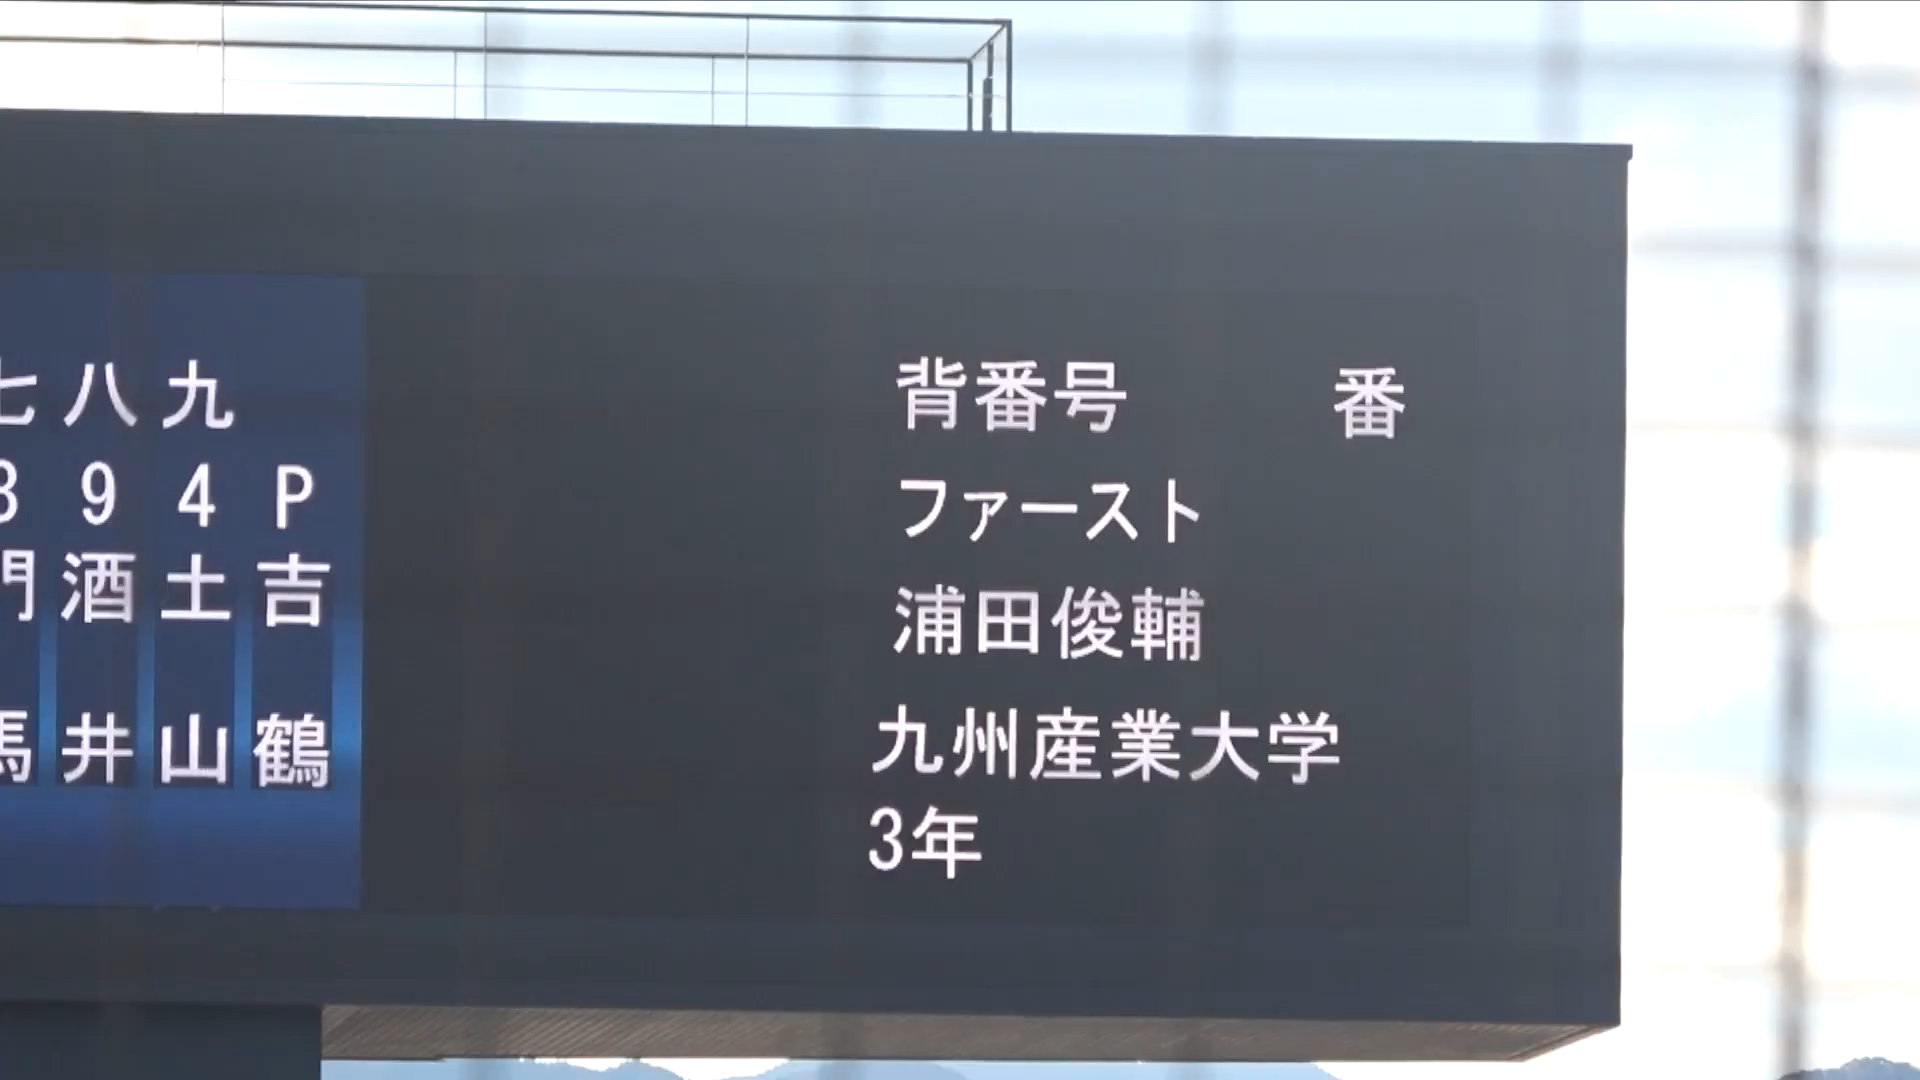 七 八 九
3 9 4 P
門 酒 土 吉
馬 井 山 鶴
背番号 番
ファースト
浦田俊輔
九州産業大学
3年